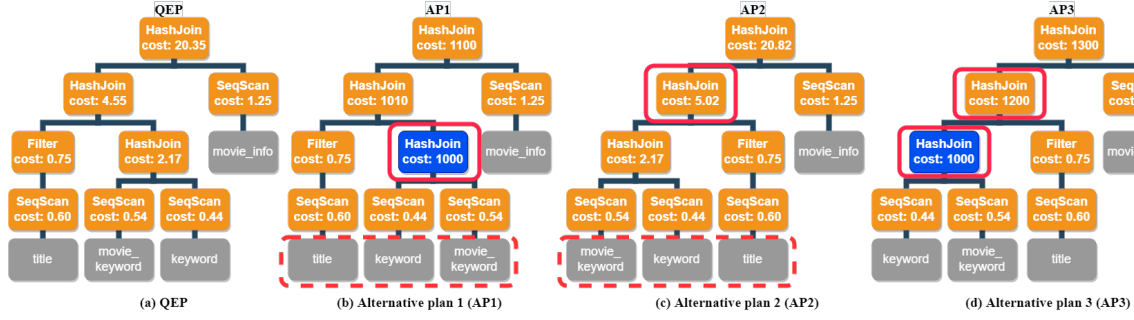 QEP
HashJoin
cost: 20.35
HashJoin
cost: 4.55
SeqScan
cost: 1.25
Filter
cost: 0.75
HashJoin
cost: 2.17
movie_info
SeqScan
cost: 0.60
SeqScan
cost: 0.54
SeqScan
cost: 0.44
title
movie_
keyword
keyword
(a) QEP
AP1
HashJoin
cost: 1100
HashJoin
cost: 1010
SeqScan
cost: 1.25
Filter
cost: 0.75
HashJoin
cost: 1000
movie_info
SeqScan
cost: 0.60
SeqScan
cost: 0.44
SeqScan
cost: 0.54
title
keyword
movie_
keyword
(b) Alternative plan 1 (AP1)
AP2
HashJoin
cost: 20.82
HashJoin
cost: 5.02
SeqScan
cost: 1.25
HashJoin
cost: 2.17
Filter
cost: 0.75
movie_info
SeqScan
cost: 0.54
SeqScan
cost: 0.44
SeqScan
cost: 0.60
movie_
keyword
keyword
title
(c) Alternative plan 2 (AP2)
AP3
HashJoin
cost: 1300
HashJoin
cost: 1200
HashJoin
cost: 1000
Filter
cost: 0.75
SeqScan
cost: 0.44
SeqScan
cost: 0.54
SeqScan
cost: 0.60
keyword
movie_
keyword
title
(d) Alternative plan 3 (AP3)